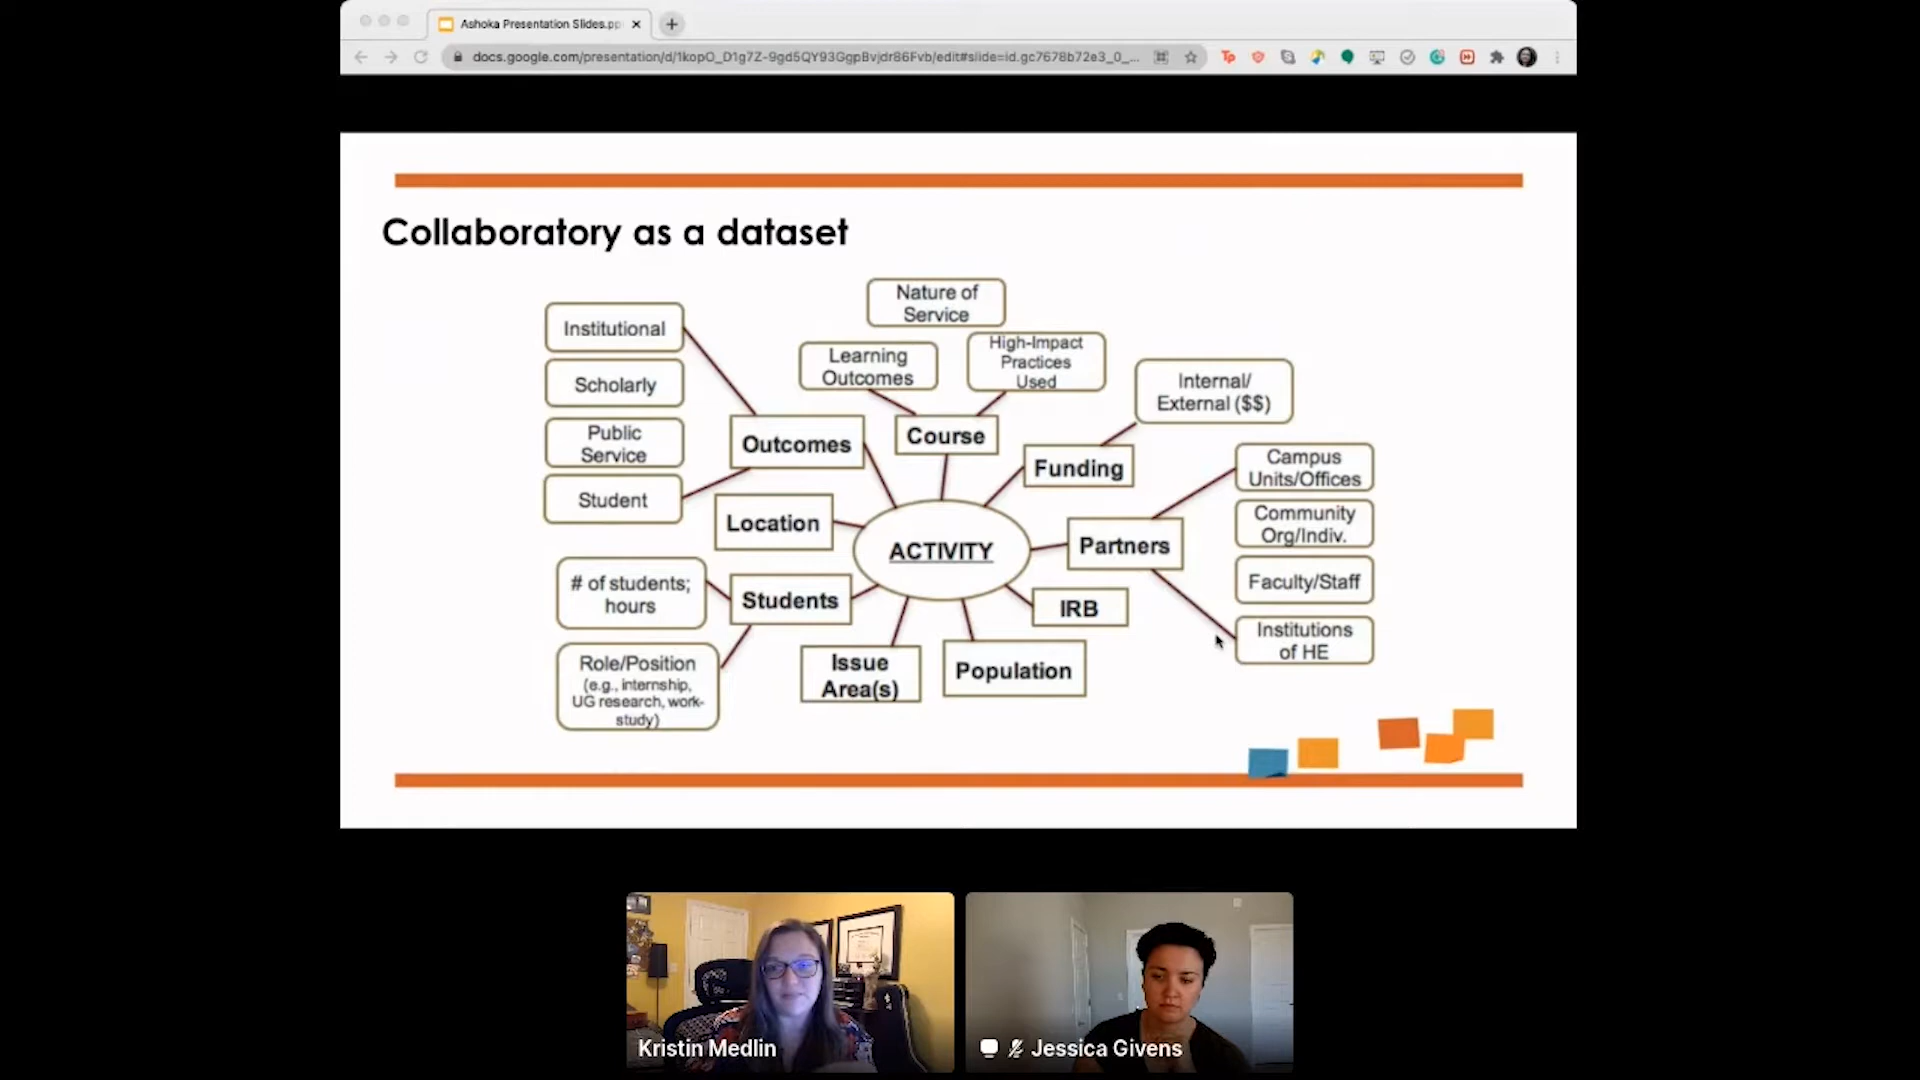 Ashoka Presentation Slides.pp
docs.google.com/presentation/d/1kopO_D1g7Z-9gd5QY93GgpBvjdr86Fvb/edit#slide=id.gc7678b72e3_0_...
Tp
Collaboratory as a dataset
Institutional
Scholarly
Public
Service
Student
Outcomes
Nature of
Service
Learning
Outcomes
High-Impact
Practices
Used
Course
Internal/
External ($$)
Funding
Campus
Units/Offices
Community
Org/Indiv.
Faculty/Staff
Institutions
of HE
Partners
Location
ACTIVITY
# of students;
hours
Students
Role/Position
(e.g., internship,
UG research, work-
study)
IRB
Issue
Area(s)
Population
Kristin Medlin
Jessica Givens